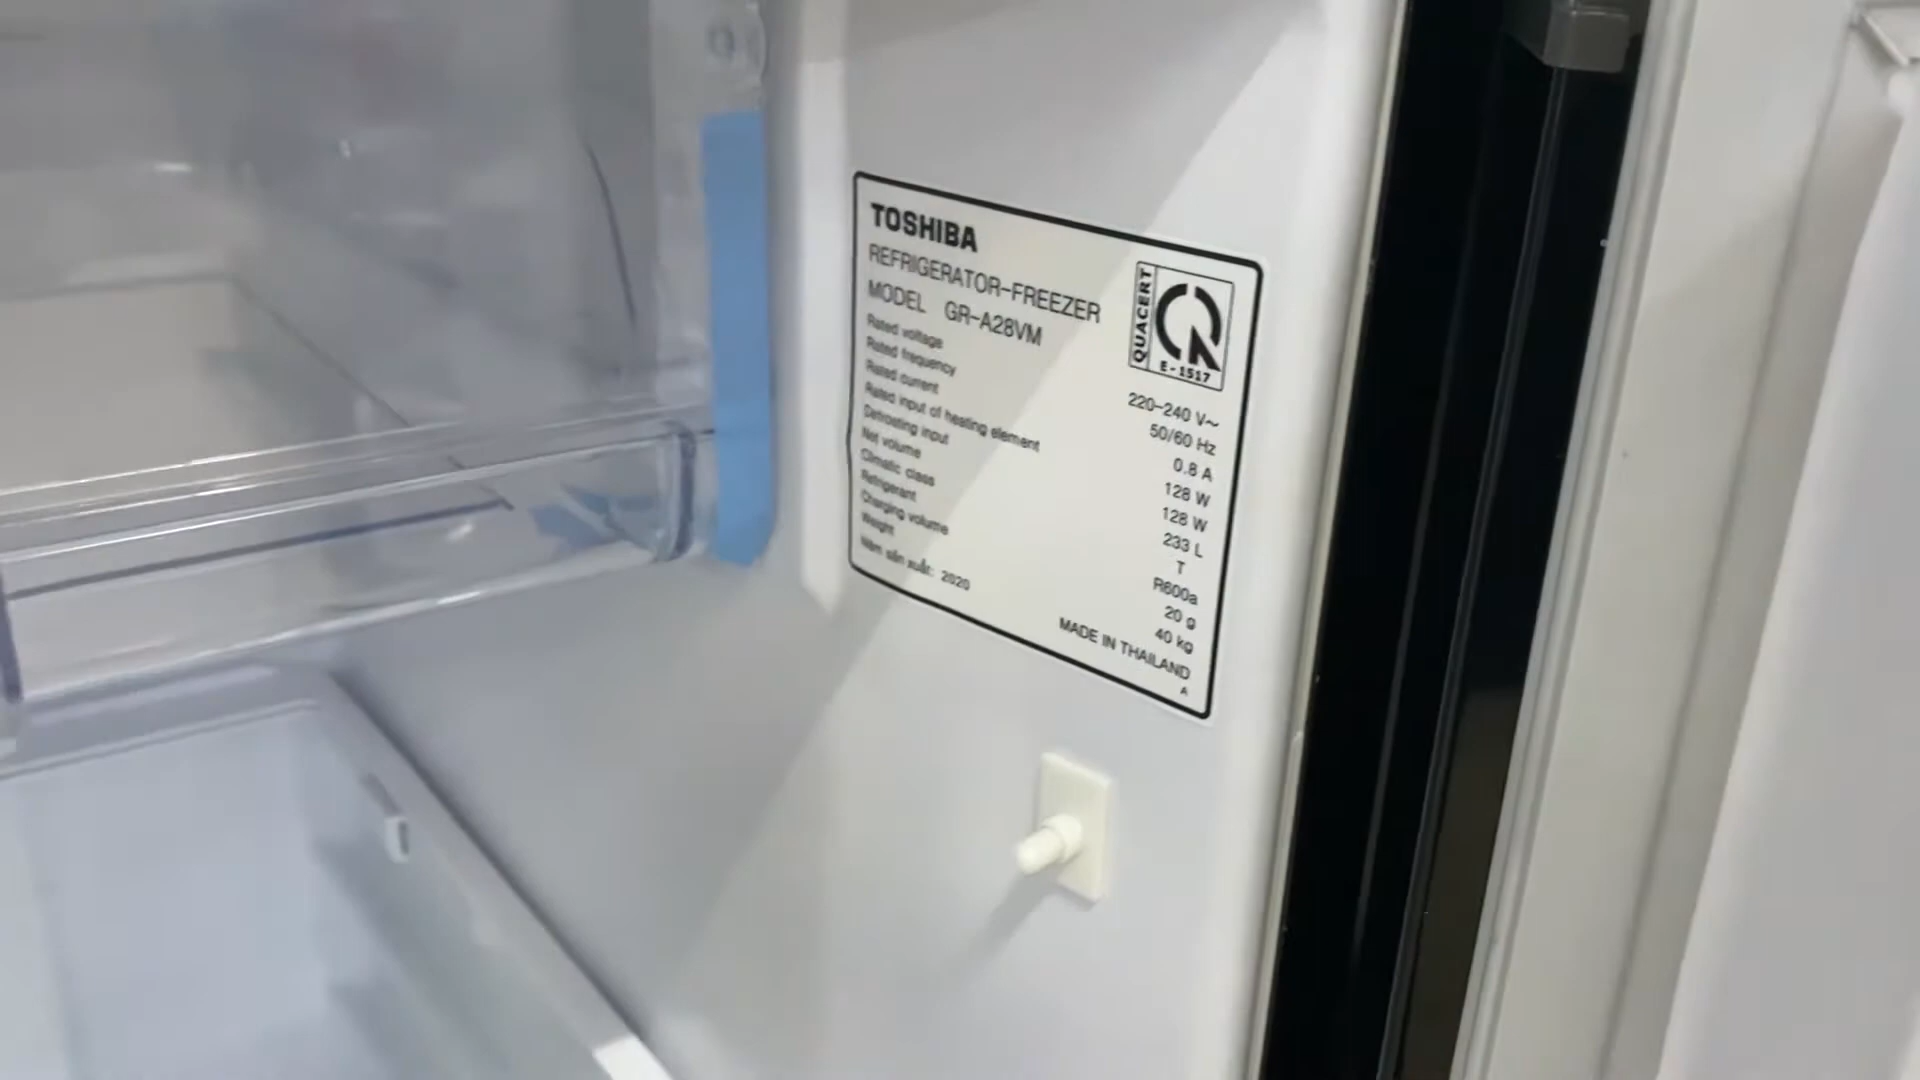 TOSHIBA
REFRIGERATOR-FREEZER
MODEL GR-A28VM
QUACERT
E - 1517
Rated voltage 220-240 V~
Rated frequency 50/60 Hz
Rated current 0.8 A
Rated input of heating element 128 W
Defrosting input 128 W
Net volume 233 L
Climatic class T
Refrigerant R600a
Charging volume 20 g
Weight 40 kg
Năm sản xuất: 2020
MADE IN THAILAND
A